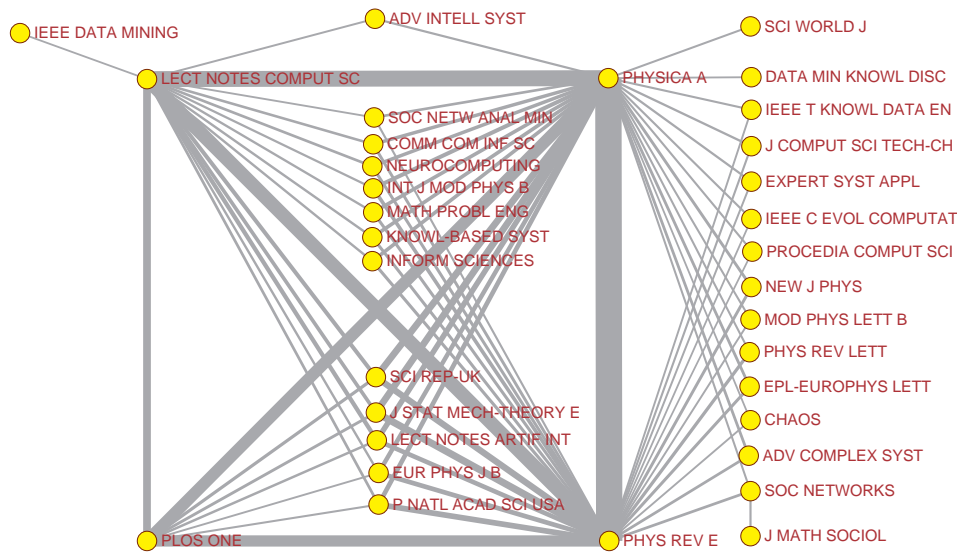 ADV INTELL SYST
SCI WORLD J
IEEE DATA MINING
LECT NOTES COMPUT SC
PHYSICA A
DATA MIN KNOWL DISC
IEEE T KNOWL DATA EN
SOC NETW ANAL MIN
COMM COM INF SC
J COMPUT SCI TECH-CH
NEUROCOMPUTING
EXPERT SYST APPL
INT J MOD PHYS B
MATH PROBL ENG
IEEE C EVOL COMPUTAT
KNOWL-BASED SYST
PROCEDIA COMPUT SCI
INFORM SCIENCES
NEW J PHYS
MOD PHYS LETT B
PHYS REV LETT
SCI REP-UK
EPL-EUROPHYS LETT
J STAT MECH-THEORY E
CHAOS
LECT NOTES ARTIF INT
ADV COMPLEX SYST
EUR PHYS J B
SOC NETWORKS
P NATL ACAD SCI USA
J MATH SOCIOL
PLOS ONE
PHYS REV E